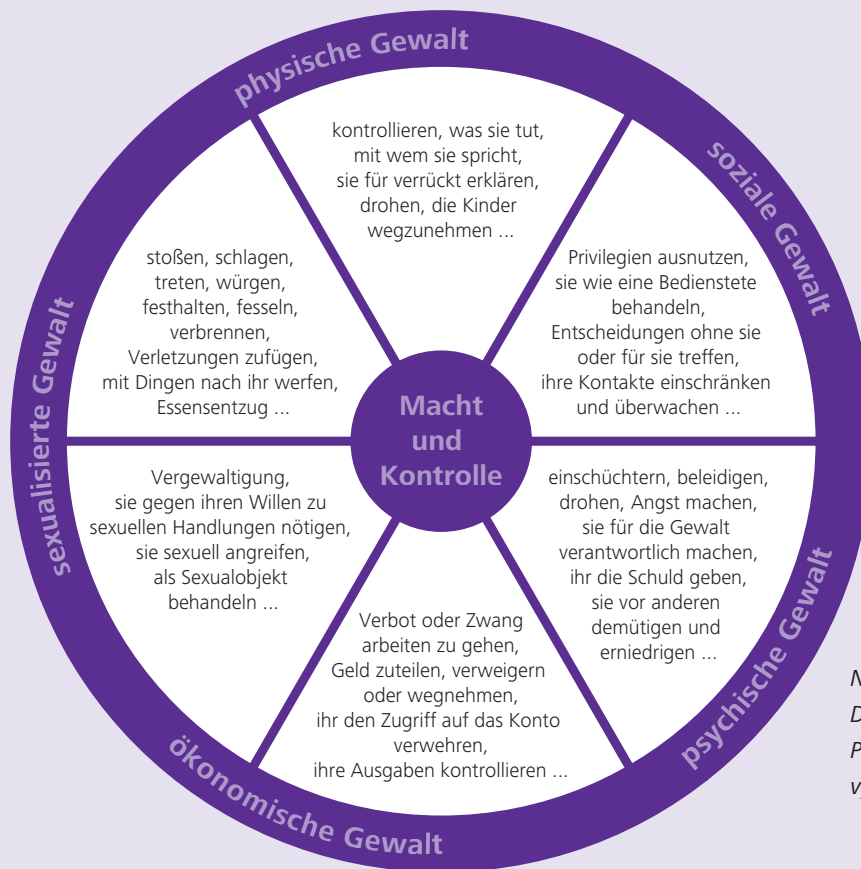 physische Gewalt
soziale Gewalt
psychische Gewalt
ökonomische Gewalt
sexualisierte Gewalt
kontrollieren, was sie tut,
mit wem sie spricht,
sie für verrückt erklären,
drohen, die Kinder
wegzunehmen ...
Privilegien ausnutzen,
sie wie eine Bedienstete
behandeln,
Entscheidungen ohne sie
oder für sie treffen,
ihre Kontakte einschränken
und überwachen ...
einschüchtern, beleidigen,
drohen, Angst machen,
sie für die Gewalt
verantwortlich machen,
ihr die Schuld geben,
sie vor anderen
demütigen und
erniedrigen ...
Verbot oder Zwang
arbeiten zu gehen,
Geld zuteilen, verweigern
oder wegnehmen,
ihr den Zugriff auf das Konto
verwehren,
ihre Ausgaben kontrollieren ...
Vergewaltigung,
sie gegen ihren Willen zu
sexuellen Handlungen nötigen,
sie sexuell angreifen,
als Sexualobjekt
behandeln ...
stoßen, schlagen,
treten, würgen,
festhalten, fesseln,
verbrennen,
Verletzungen zufügen,
mit Dingen nach ihr werfen,
Essensentzug ...
Macht
und
Kontrolle